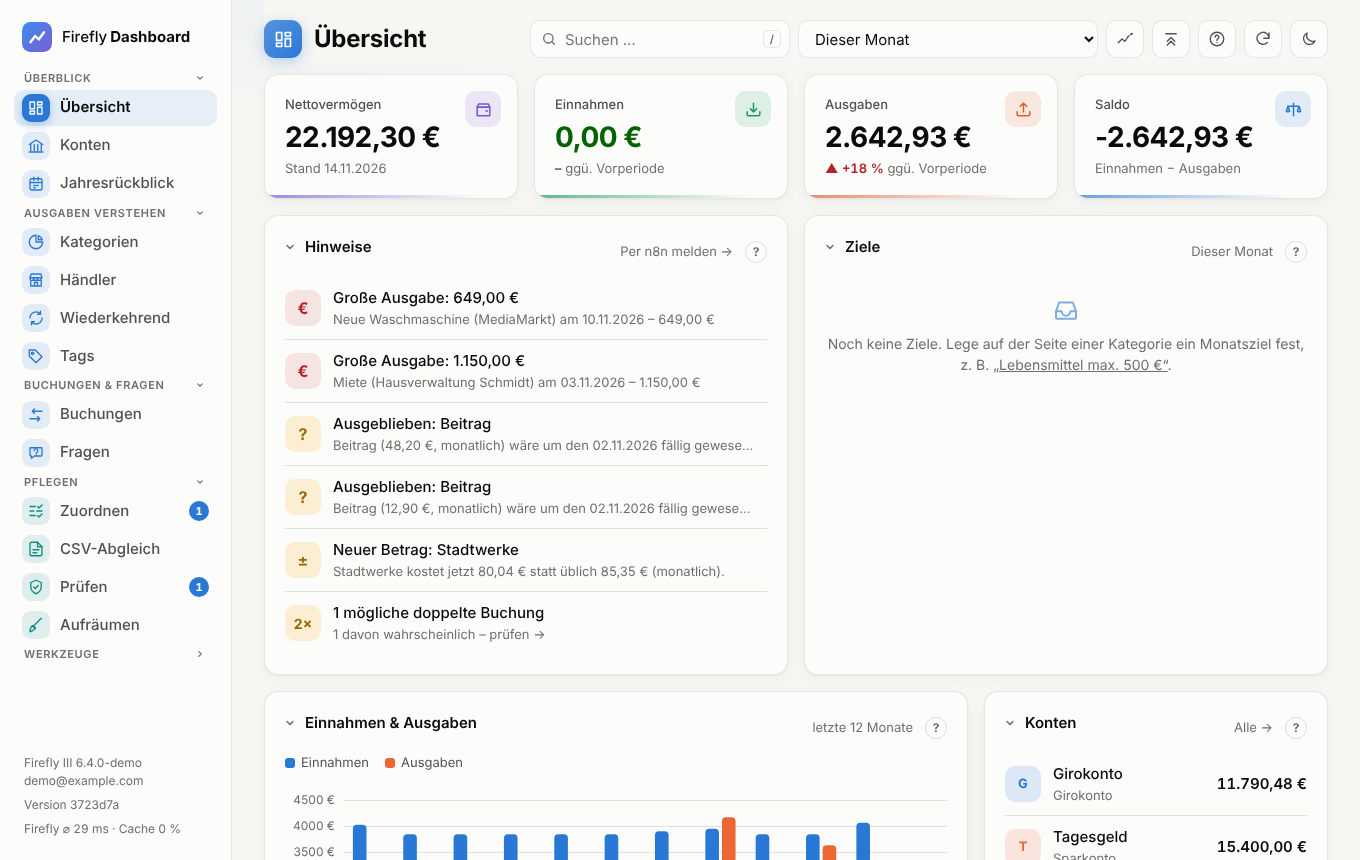 Firefly Dashboard
ÜBERBLICK
Übersicht
Konten
Jahresrückblick
AUSGABEN VERSTEHEN
Kategorien
Händler
Wiederkehrend
Tags
BUCHUNGEN & FRAGEN
Buchungen
Fragen
PFLEGEN
Zuordnen 1
CSV-Abgleich
Prüfen 1
Aufräumen
WERKZEUGE
Firefly III 6.4.0-demo
demo@example.com
Version 3723d7a
Firefly ⌀ 29 ms · Cache 0 %
Übersicht
Suchen … /
Dieser Monat
Nettovermögen
22.192,30 €
Stand 14.11.2026
Einnahmen
0,00 €
– ggü. Vorperiode
Ausgaben
2.642,93 €
▲ +18 % ggü. Vorperiode
Saldo
-2.642,93 €
Einnahmen − Ausgaben
Hinweise
Per n8n melden → ?
€
Große Ausgabe: 649,00 €
Neue Waschmaschine (MediaMarkt) am 10.11.2026 – 649,00 €
€
Große Ausgabe: 1.150,00 €
Miete (Hausverwaltung Schmidt) am 03.11.2026 – 1.150,00 €
?
Ausgeblieben: Beitrag
Beitrag (48,20 €, monatlich) wäre um den 02.11.2026 fällig gewese…
?
Ausgeblieben: Beitrag
Beitrag (12,90 €, monatlich) wäre um den 02.11.2026 fällig gewese…
±
Neuer Betrag: Stadtwerke
Stadtwerke kostet jetzt 80,04 € statt üblich 85,35 € (monatlich).
2×
1 mögliche doppelte Buchung
1 davon wahrscheinlich – prüfen →
Ziele
Dieser Monat ?
Noch keine Ziele. Lege auf der Seite einer Kategorie ein Monatsziel fest,
z. B. „Lebensmittel max. 500 €“.
Einnahmen & Ausgaben
letzte 12 Monate ?
Einnahmen Ausgaben
4500 €
4000 €
3500 €
Konten
Alle → ?
G
Girokonto
Girokonto
11.790,48 €
T
Tagesgeld
Sparkonto
15.400,00 €